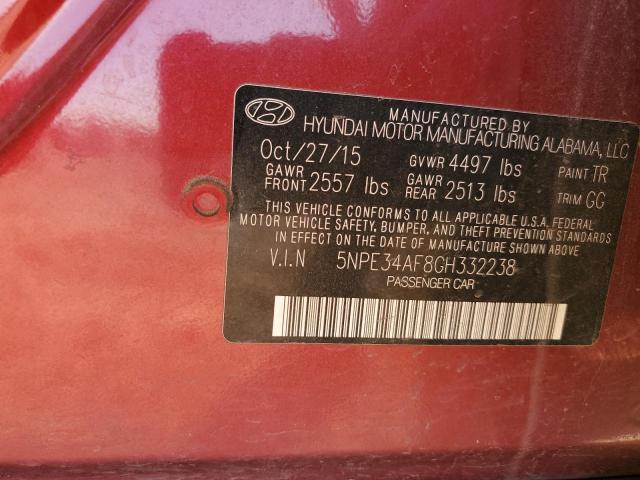 MANUFACTURED BY
HYUNDAI MOTOR MANUFACTURING ALABAMA, LLC
Oct/27/15 GVWR 4497 lbs PAINT TR
GAWR FRONT 2557 lbs GAWR REAR 2513 lbs TRIM GG
THIS VEHICLE CONFORMS TO ALL APPLICABLE U.S.A. FEDERAL
MOTOR VEHICLE SAFETY, BUMPER, AND THEFT PREVENTION STANDARDS
IN EFFECT ON THE DATE OF MANUFACTURE SHOWN ABOVE
V.I.N 5NPE34AF8GH332238
PASSENGER CAR